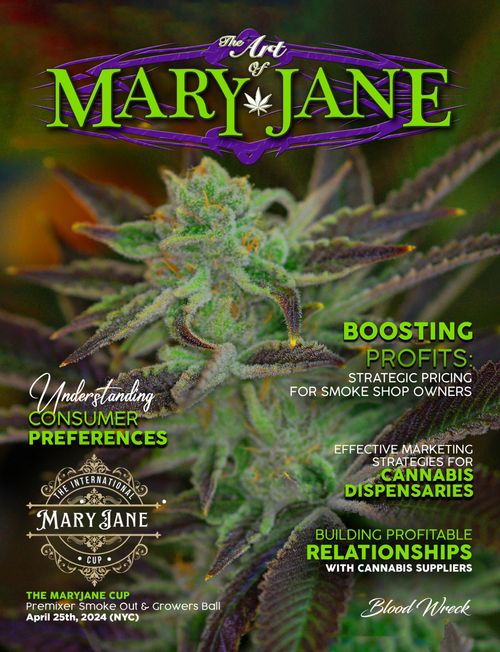 The Art
Of
MARY JANE
BOOSTING
PROFITS:
STRATEGIC PRICING
FOR SMOKE SHOP OWNERS
Understanding
CONSUMER
PREFERENCES
EFFECTIVE MARKETING
STRATEGIES FOR
CANNABIS
DISPENSARIES
THE INTERNATIONAL
MARY JANE
CUP
BUILDING PROFITABLE
RELATIONSHIPS
WITH CANNABIS SUPPLIERS
THE MARYJANE CUP
Premixer Smoke Out & Growers Ball
April 25th, 2024 (NYC)
Blood Wreck